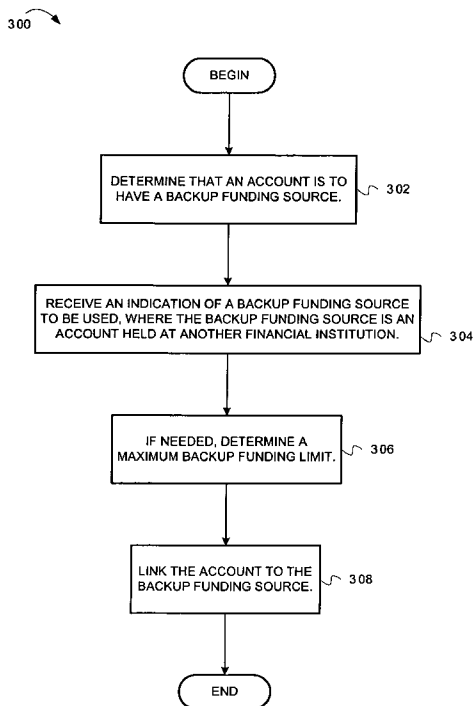 300
BEGIN
DETERMINE THAT AN ACCOUNT IS TO
HAVE A BACKUP FUNDING SOURCE.
302
RECEIVE AN INDICATION OF A BACKUP FUNDING SOURCE
TO BE USED, WHERE THE BACKUP FUNDING SOURCE IS AN
ACCOUNT HELD AT ANOTHER FINANCIAL INSTITUTION.
304
IF NEEDED, DETERMINE A
MAXIMUM BACKUP FUNDING LIMIT.
306
LINK THE ACCOUNT TO THE
BACKUP FUNDING SOURCE.
308
END